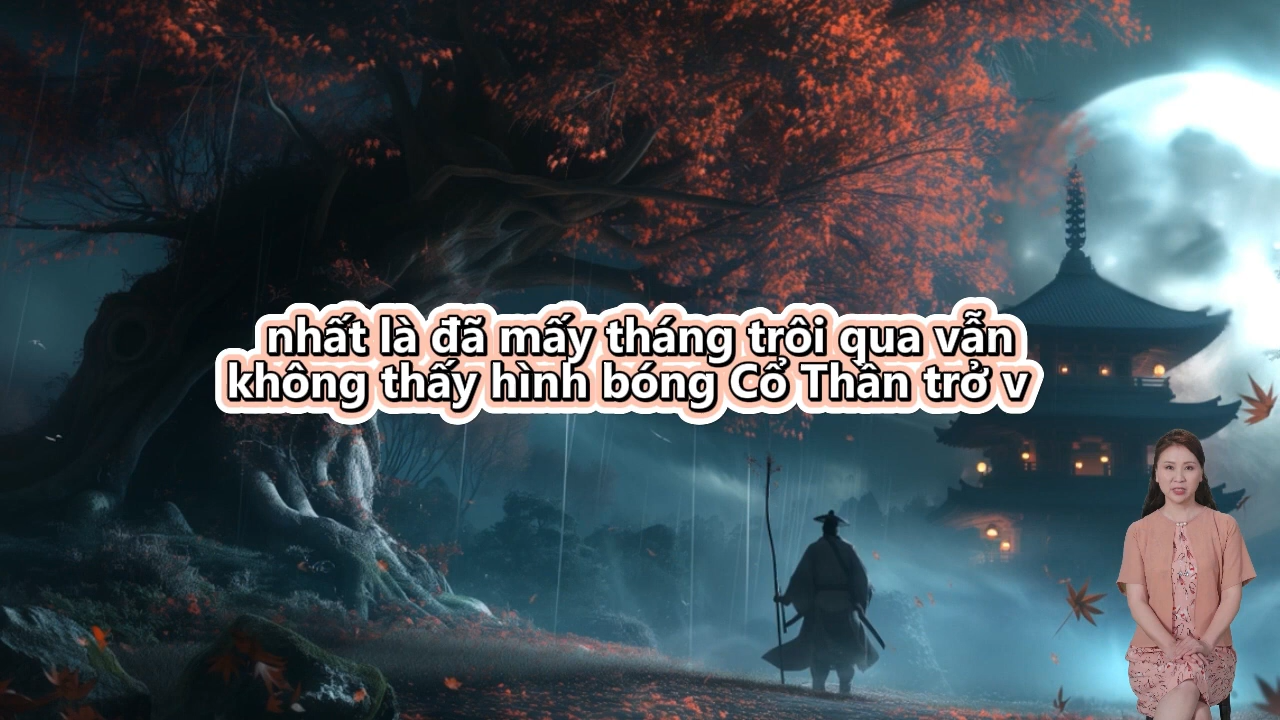 nhất là đã mấy tháng trôi qua vẫn
không thấy hình bóng Cổ Thần trở v